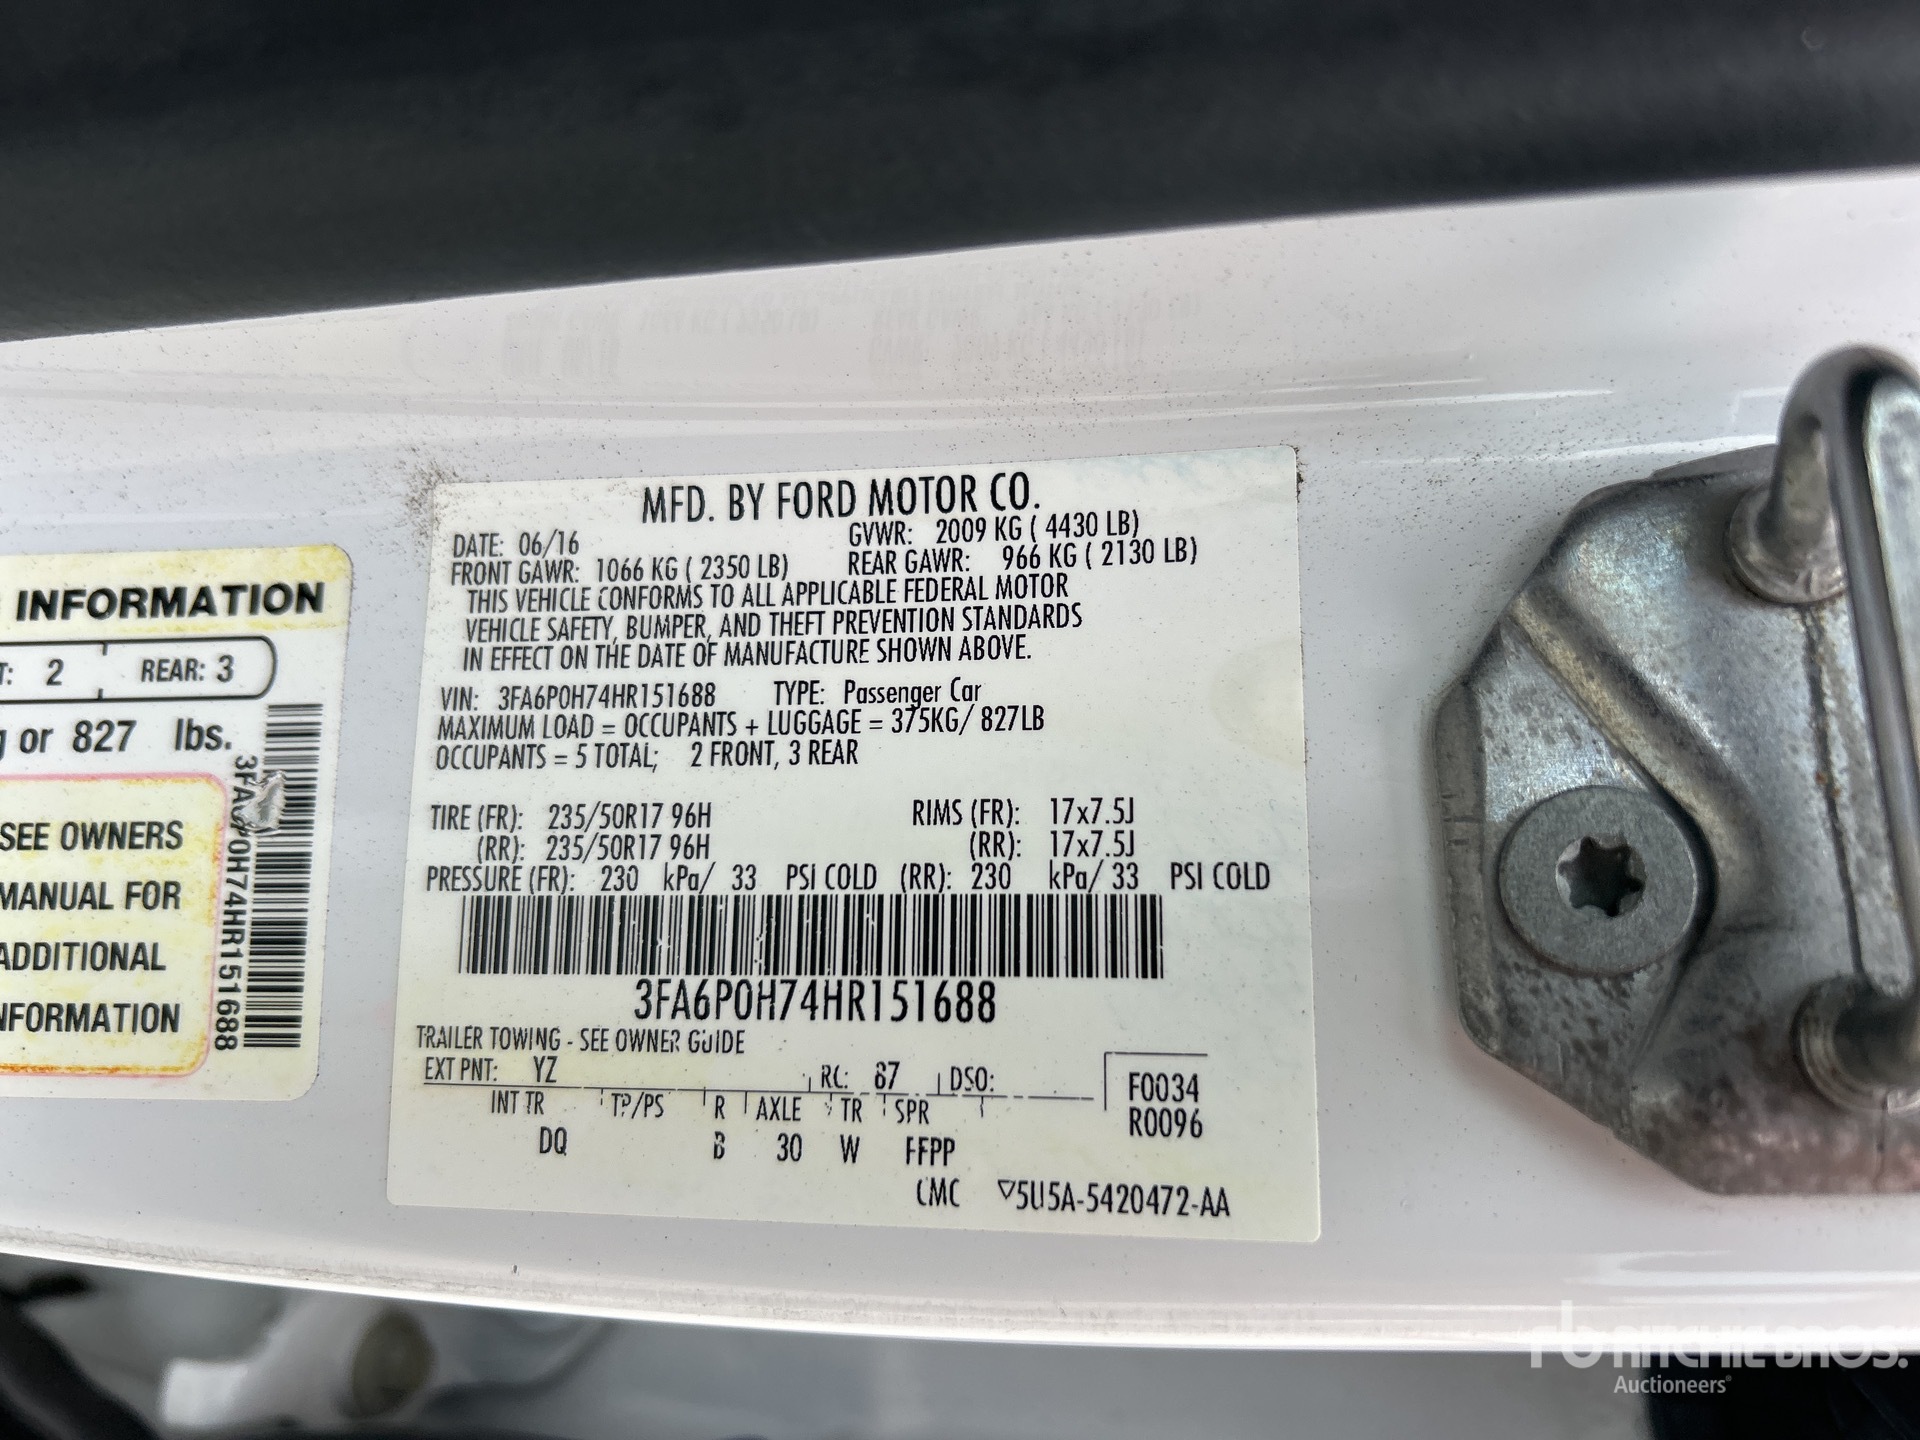 INFORMATION
T: 2 REAR: 3
or 827 lbs.
SEE OWNERS
MANUAL FOR
ADDITIONAL
INFORMATION
3FA6P0H74HR151688
MFD. BY FORD MOTOR CO.
DATE: 06/16 GVWR: 2009 KG ( 4430 LB)
FRONT GAWR: 1066 KG ( 2350 LB) REAR GAWR: 966 KG ( 2130 LB)
THIS VEHICLE CONFORMS TO ALL APPLICABLE FEDERAL MOTOR
VEHICLE SAFETY, BUMPER, AND THEFT PREVENTION STANDARDS
IN EFFECT ON THE DATE OF MANUFACTURE SHOWN ABOVE.
VIN: 3FA6P0H74HR151688 TYPE: Passenger Car
MAXIMUM LOAD = OCCUPANTS + LUGGAGE = 375KG/ 827LB
OCCUPANTS = 5 TOTAL; 2 FRONT, 3 REAR
TIRE (FR): 235/50R17 96H RIMS (FR): 17x7.5J
(RR): 235/50R17 96H (RR): 17x7.5J
PRESSURE (FR): 230 kPa/ 33 PSI COLD (RR): 230 kPa/ 33 PSI COLD
3FA6P0H74HR151688
TRAILER TOWING - SEE OWNER GUIDE
EXT PNT: YZ RC: 87 DSO:
INT TR TP/PS R AXLE TR SPR
DQ B 30 W FFPP
F0034
R0096
CMC ▽5U5A-5420472-AA
rb RITCHIE BROS.
Auctioneers®